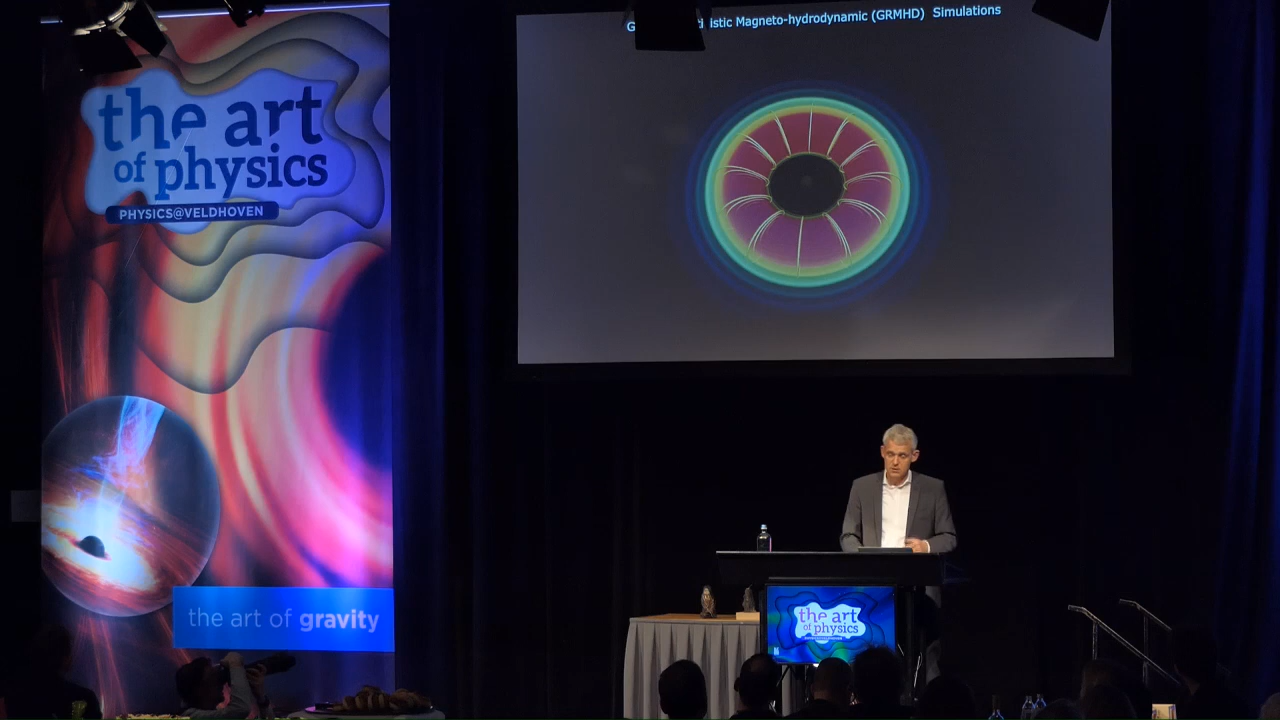 the art
of physics
PHYSICS@VELDHOVEN
the art of gravity
istic Magneto-hydrodynamic (GRMHD) Simulations
the art
of physics